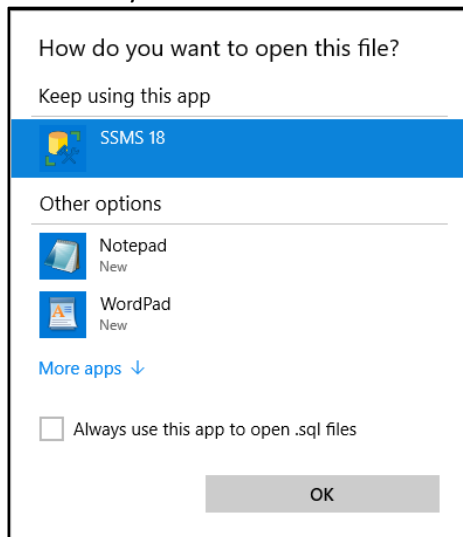 How do you want to open this file?
Keep using this app
SSMS 18
Other options
Notepad
New
WordPad
New
More apps ↓
Always use this app to open .sql files
OK